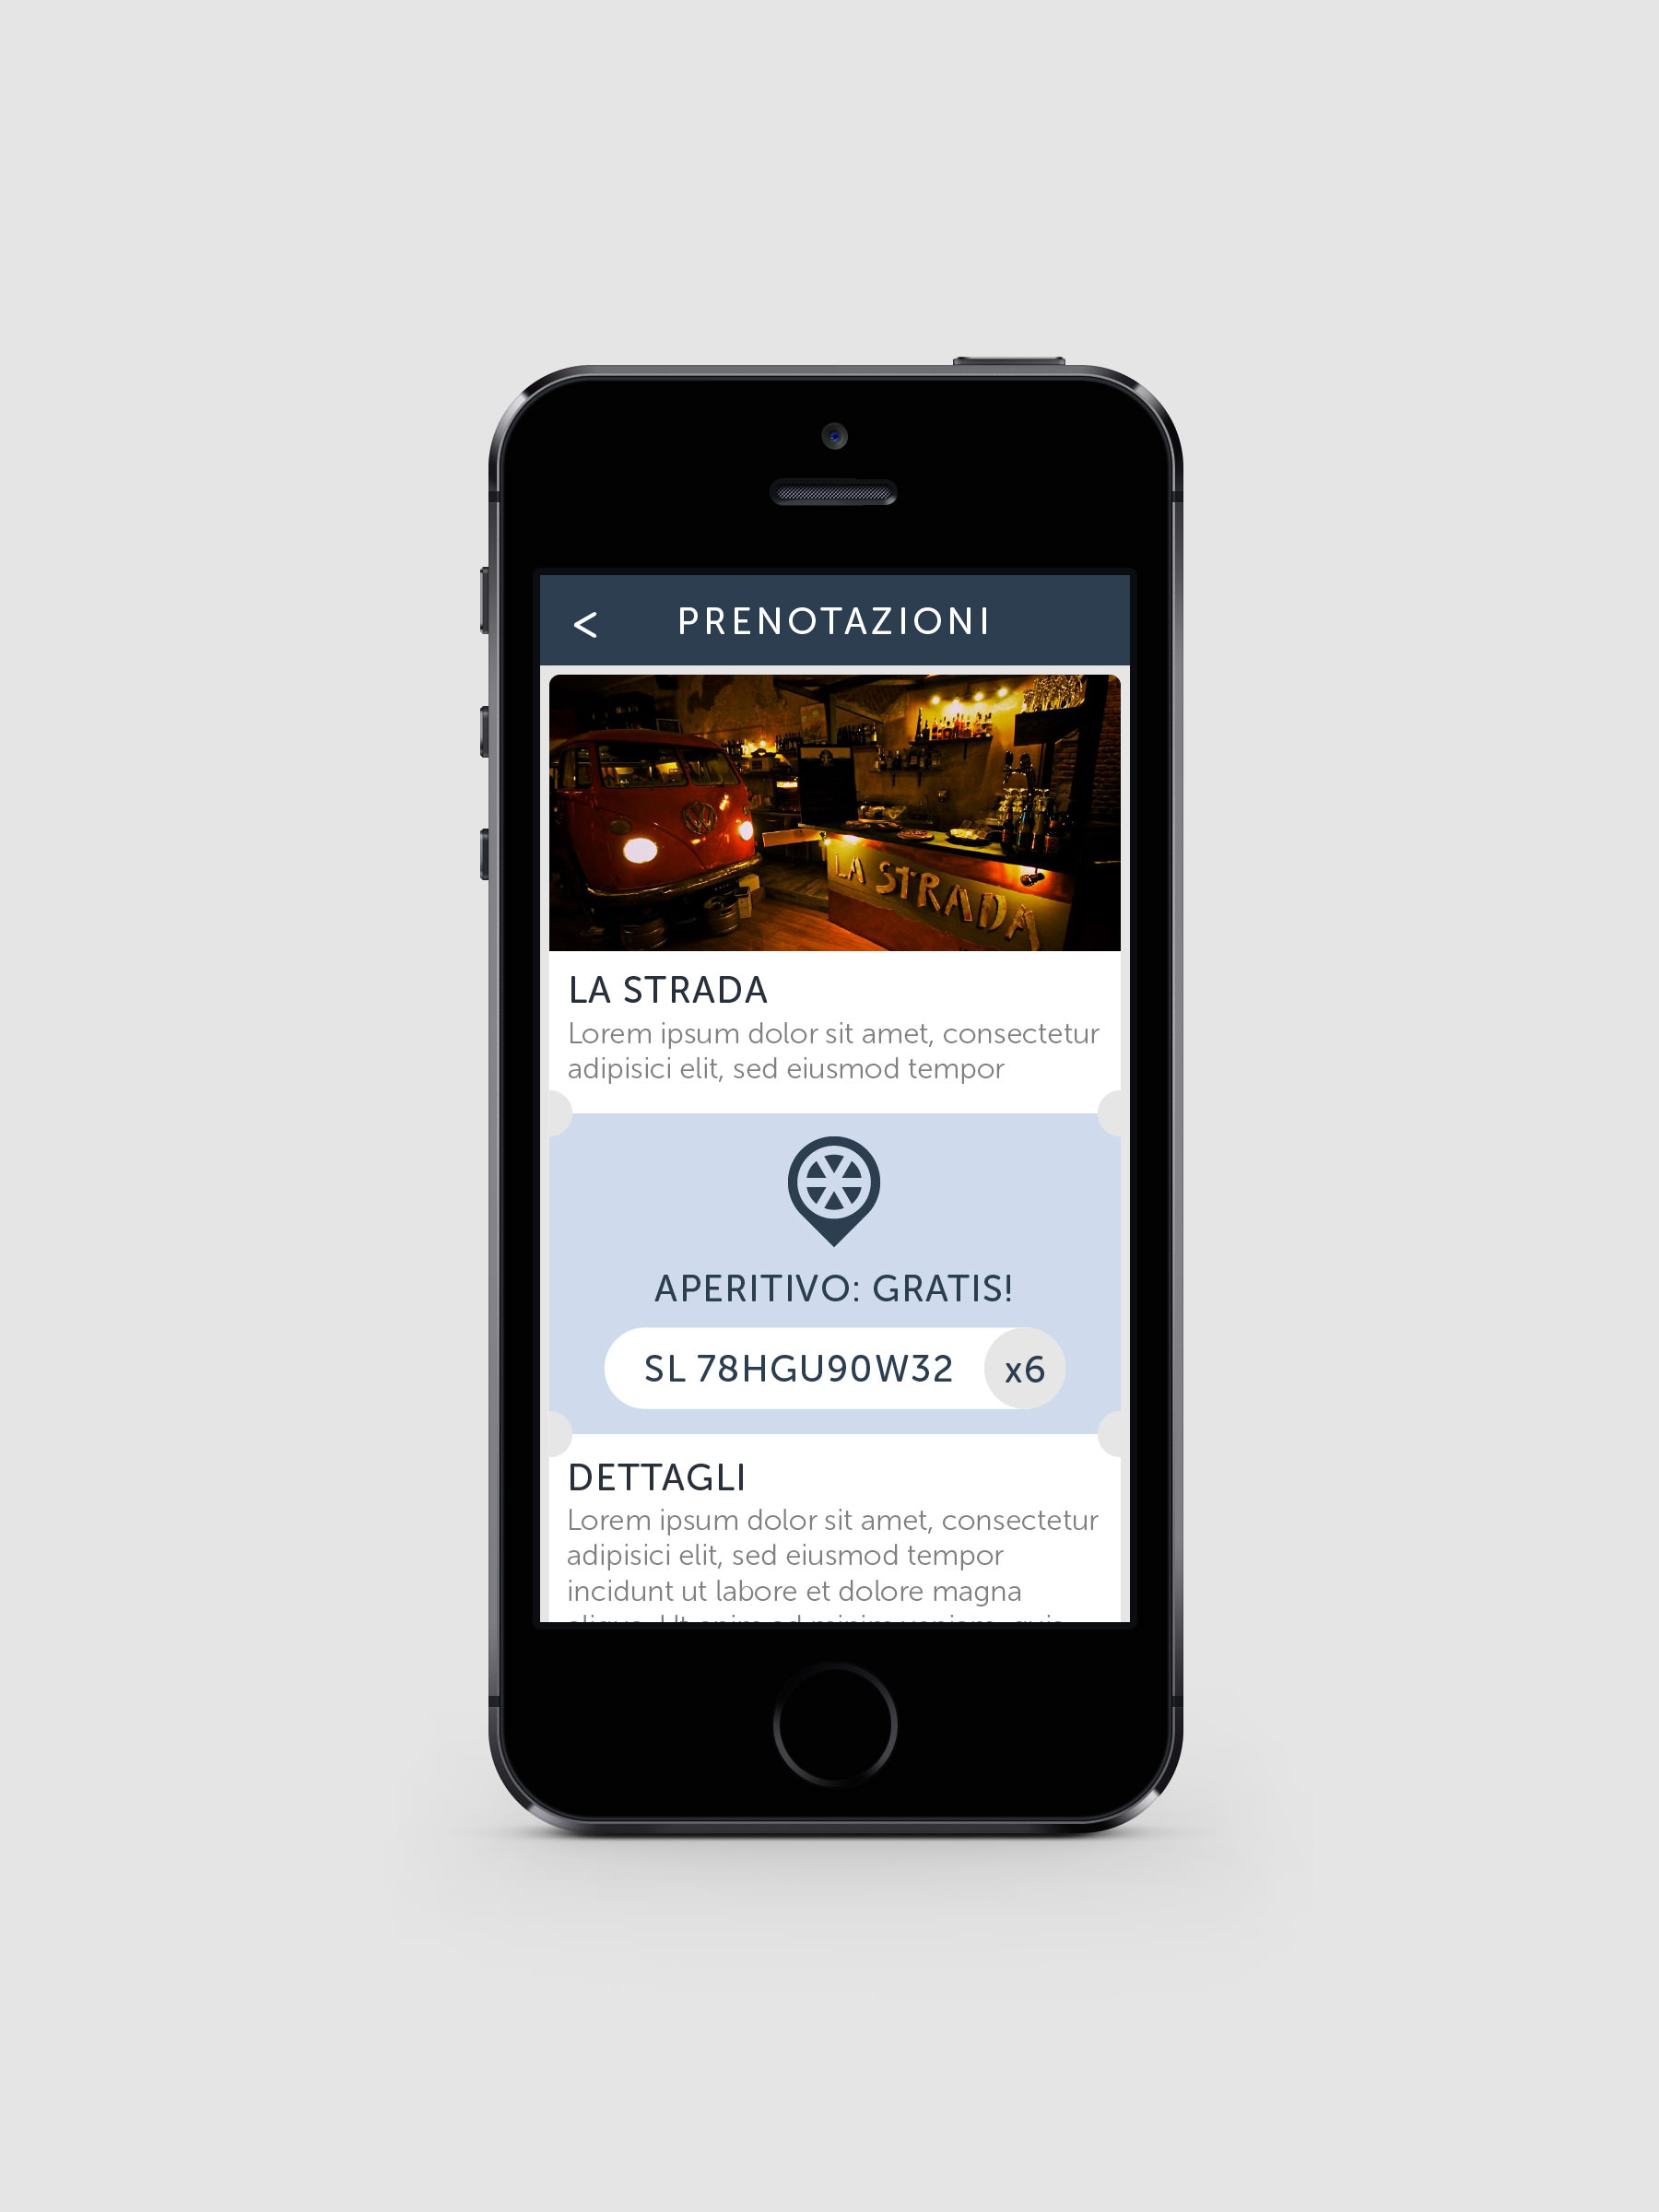 <
PRENOTAZIONI
LA STRADA
LA STRADA
Lorem ipsum dolor sit amet, consectetur
adipisici elit, sed eiusmod tempor
APERITIVO: GRATIS!
SL 78HGU90W32 x6
DETTAGLI
Lorem ipsum dolor sit amet, consectetur
adipisici elit, sed eiusmod tempor
incidunt ut labore et dolore magna